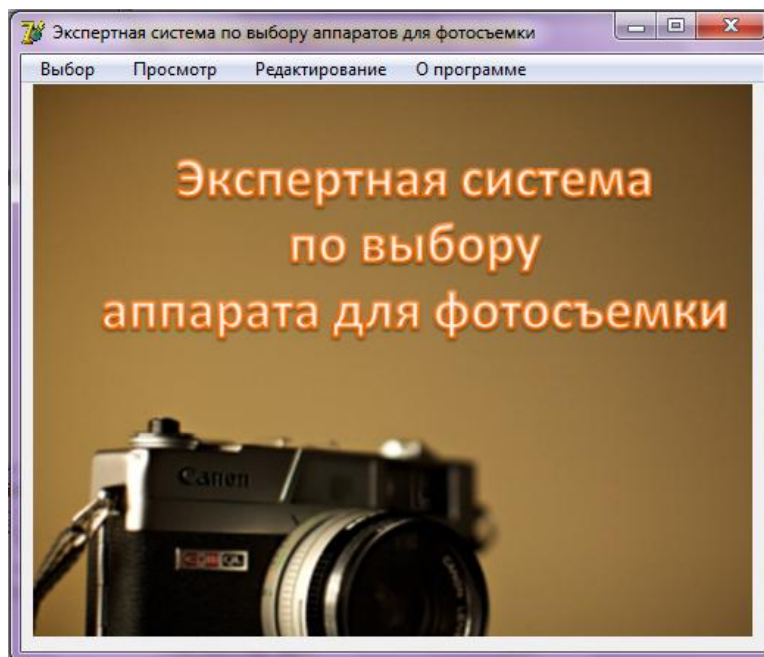 Экспертная система по выбору аппаратов для фотосъемки
Выбор Просмотр Редактирование О программе
Экспертная система
по выбору
аппарата для фотосъемки
Canon